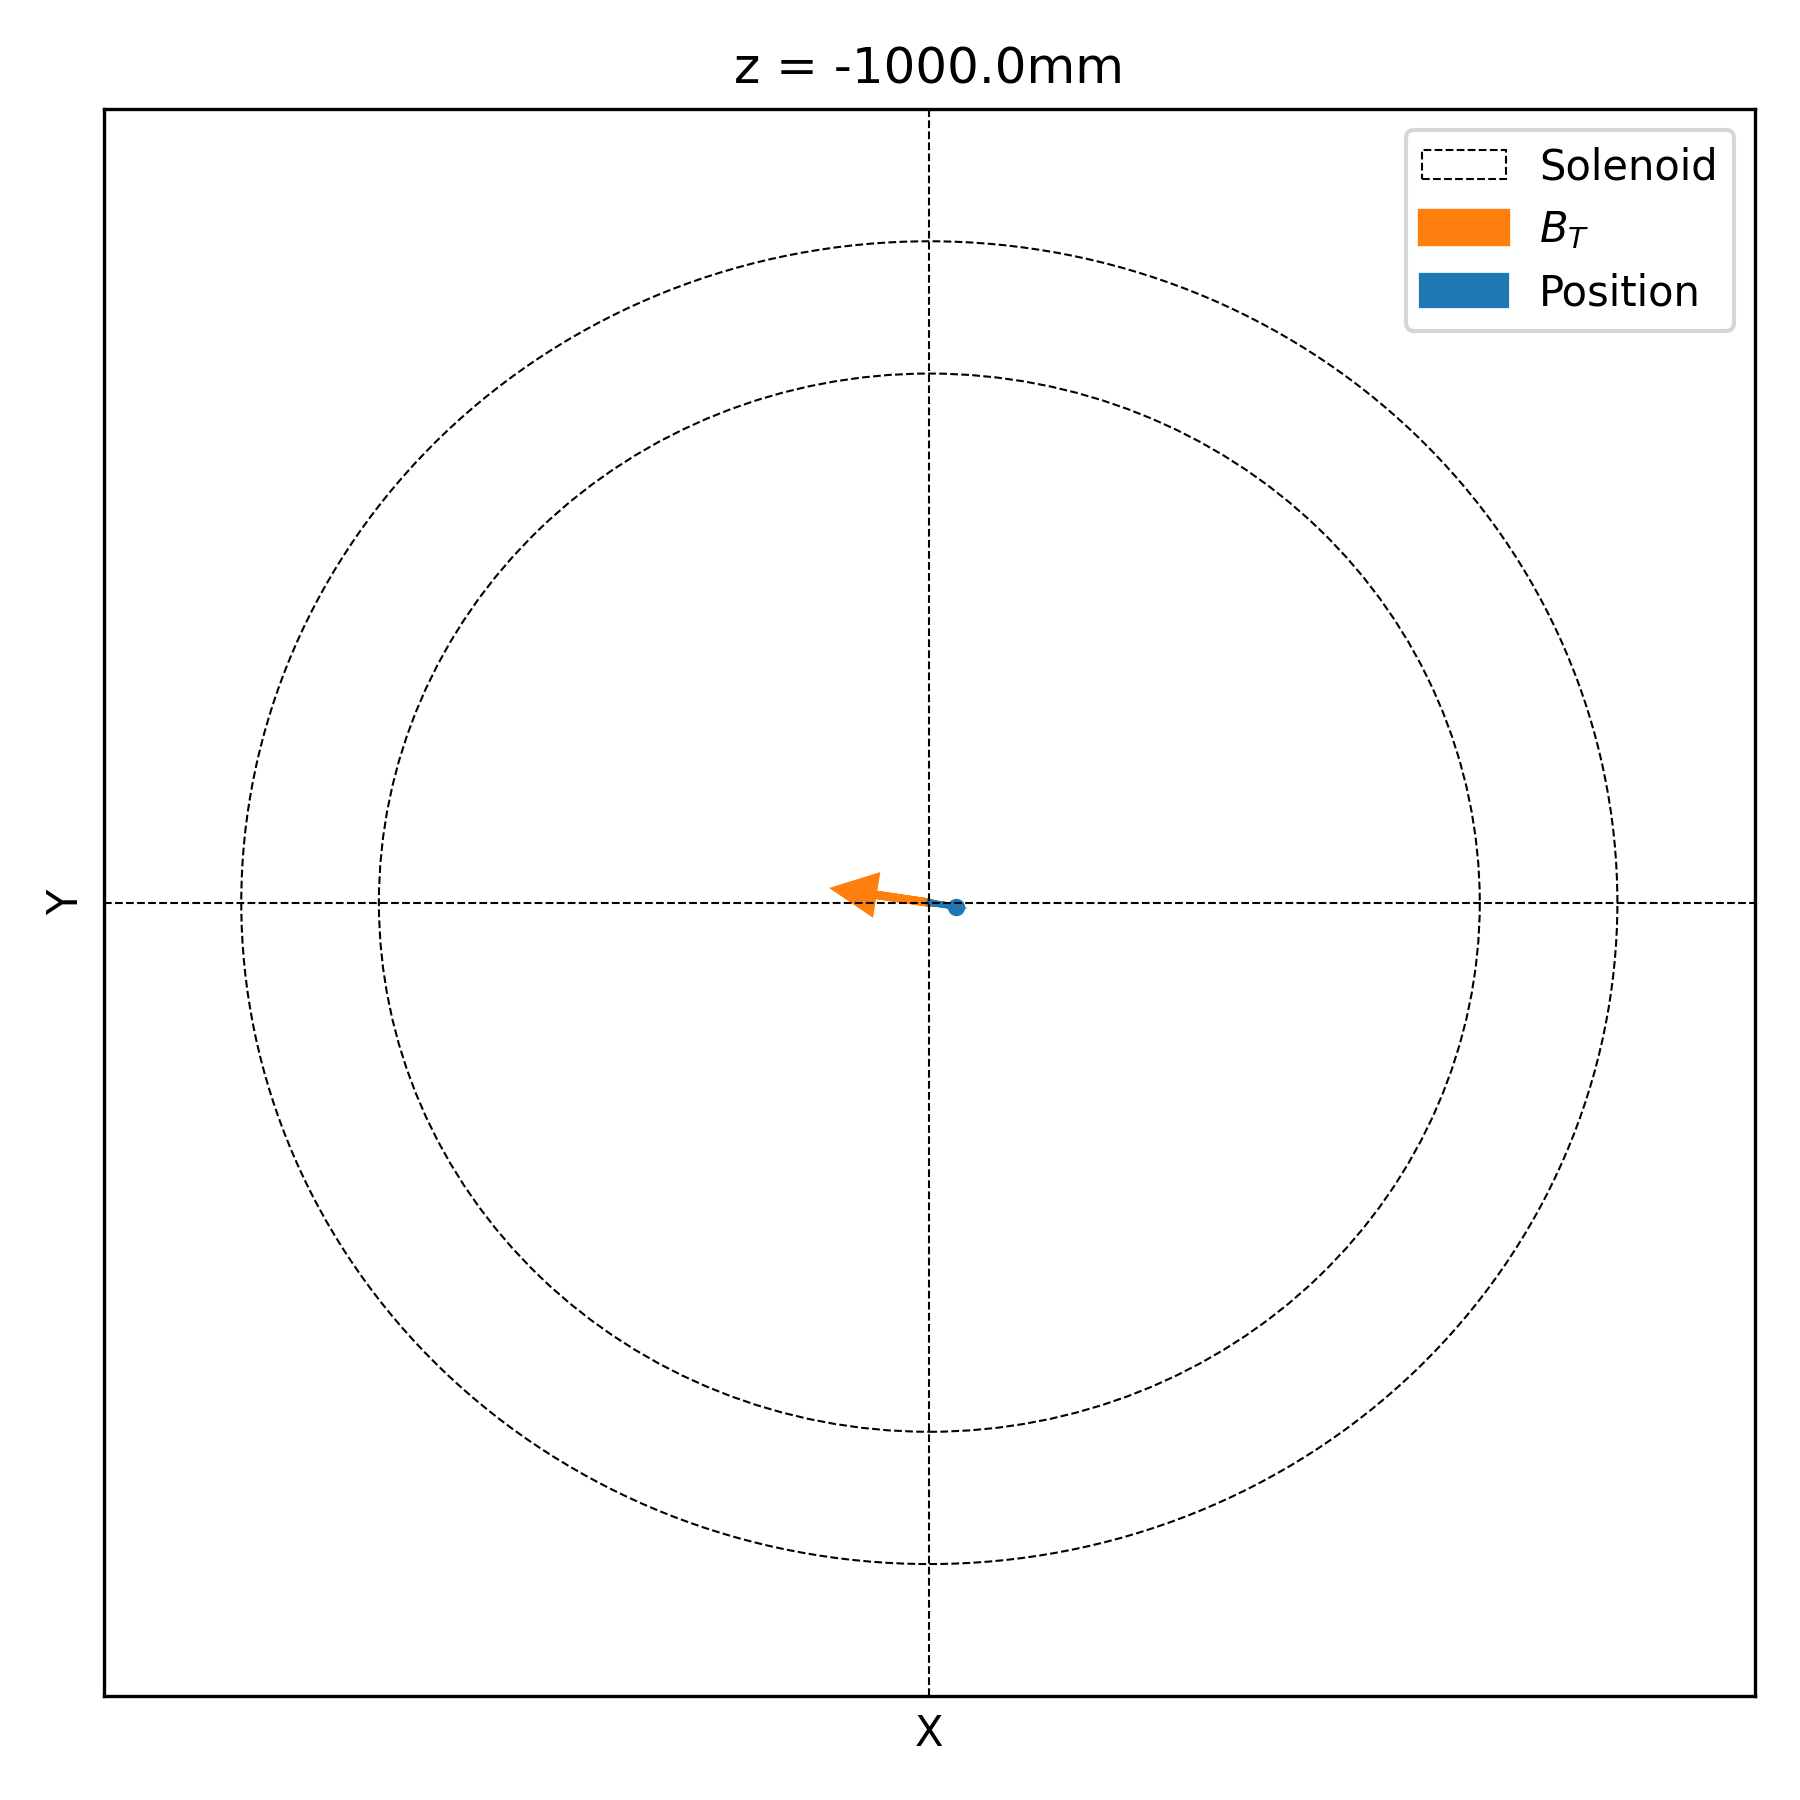 z = -1000.0mm
Solenoid
B_T
Position
Y
X